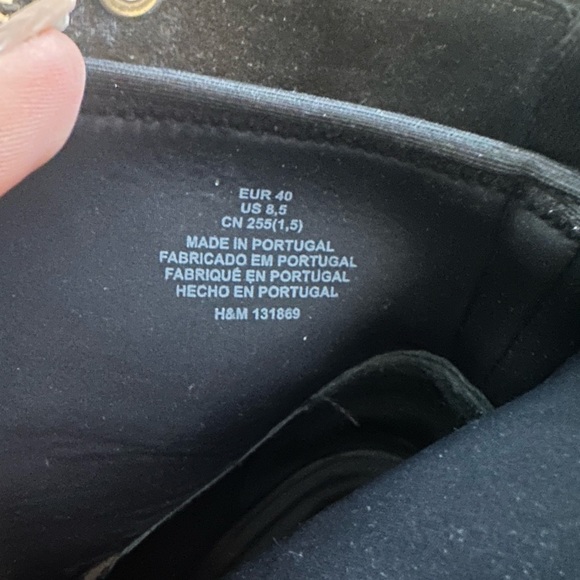 EUR 40
US 8,5
CN 255(1,5)
MADE IN PORTUGAL
FABRICADO EM PORTUGAL
FABRIQUÉ EN PORTUGAL
HECHO EN PORTUGAL
H&M 131869